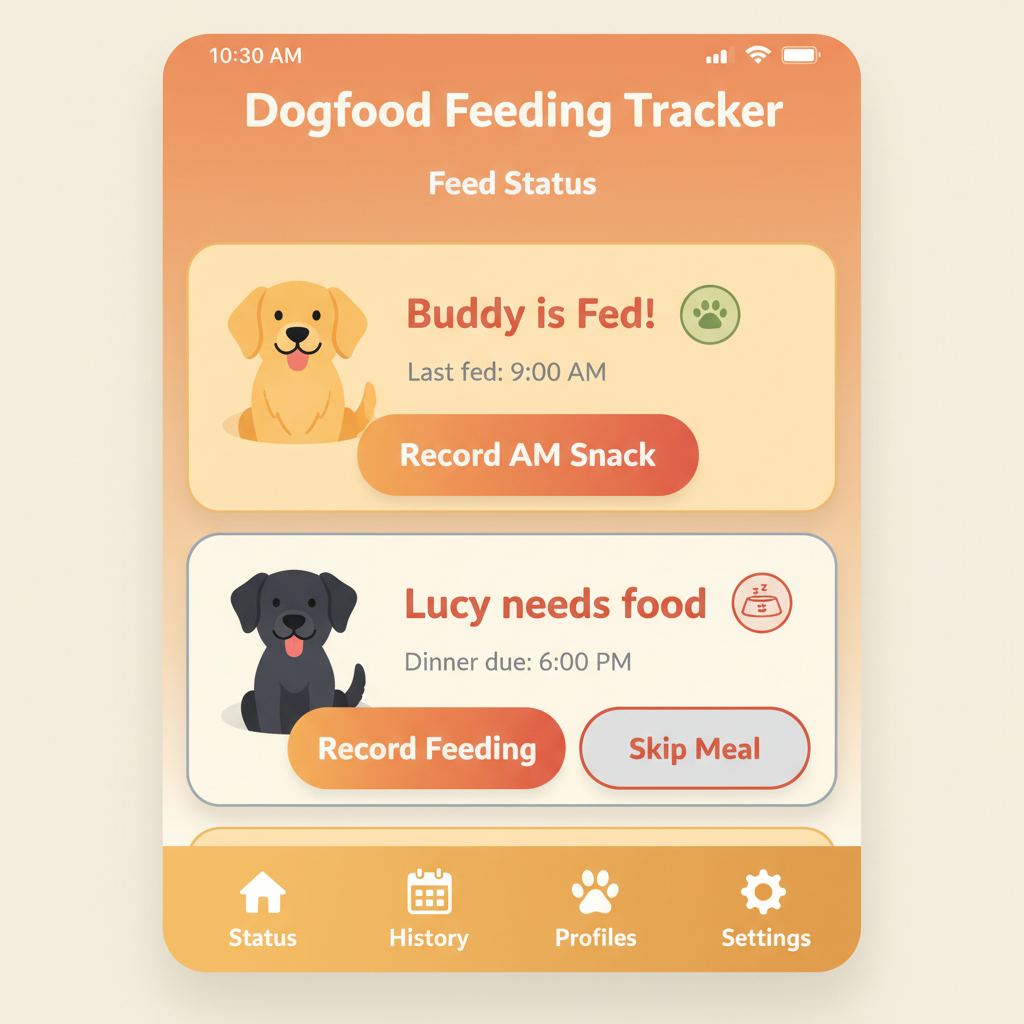 10:30 AM
Dogfood Feeding Tracker
Feed Status
Buddy is Fed!
Last fed: 9:00 AM
Record AM Snack
Lucy needs food
z z
Dinner due: 6:00 PM
Record Feeding
Skip Meal
Status
History
Profiles
Settings